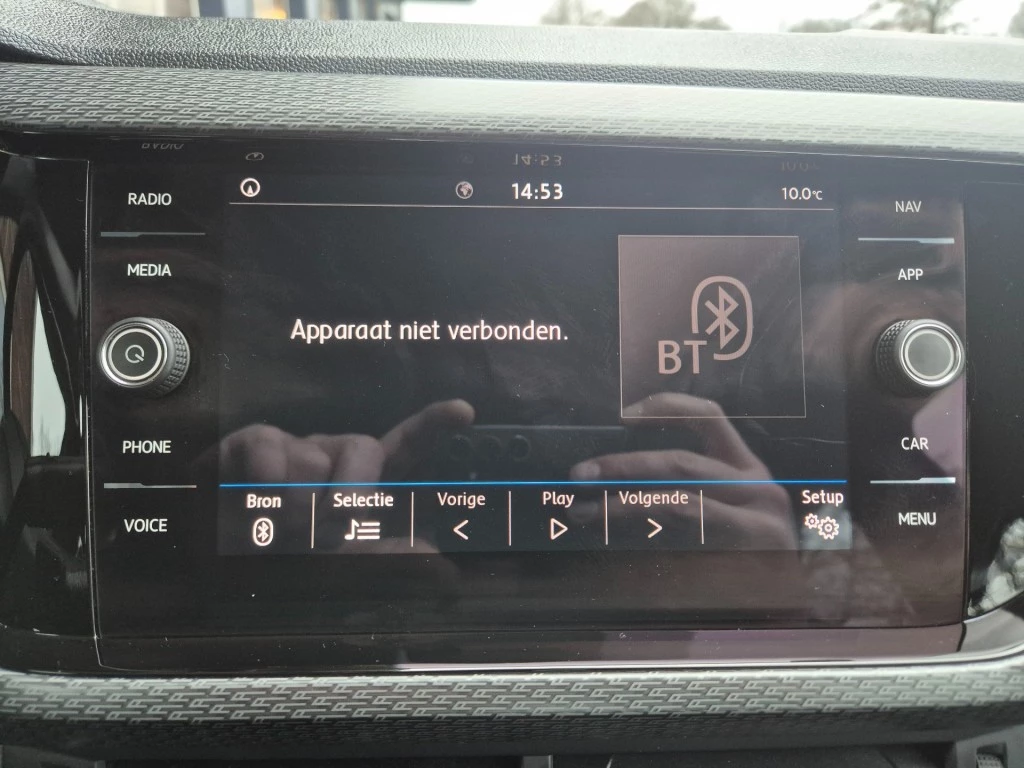 14:53
10.0°C
RADIO
MEDIA
PHONE
VOICE
Apparaat niet verbonden.
BT
Bron
Selectie
Vorige
Play
Volgende
Setup
NAV
APP
CAR
MENU